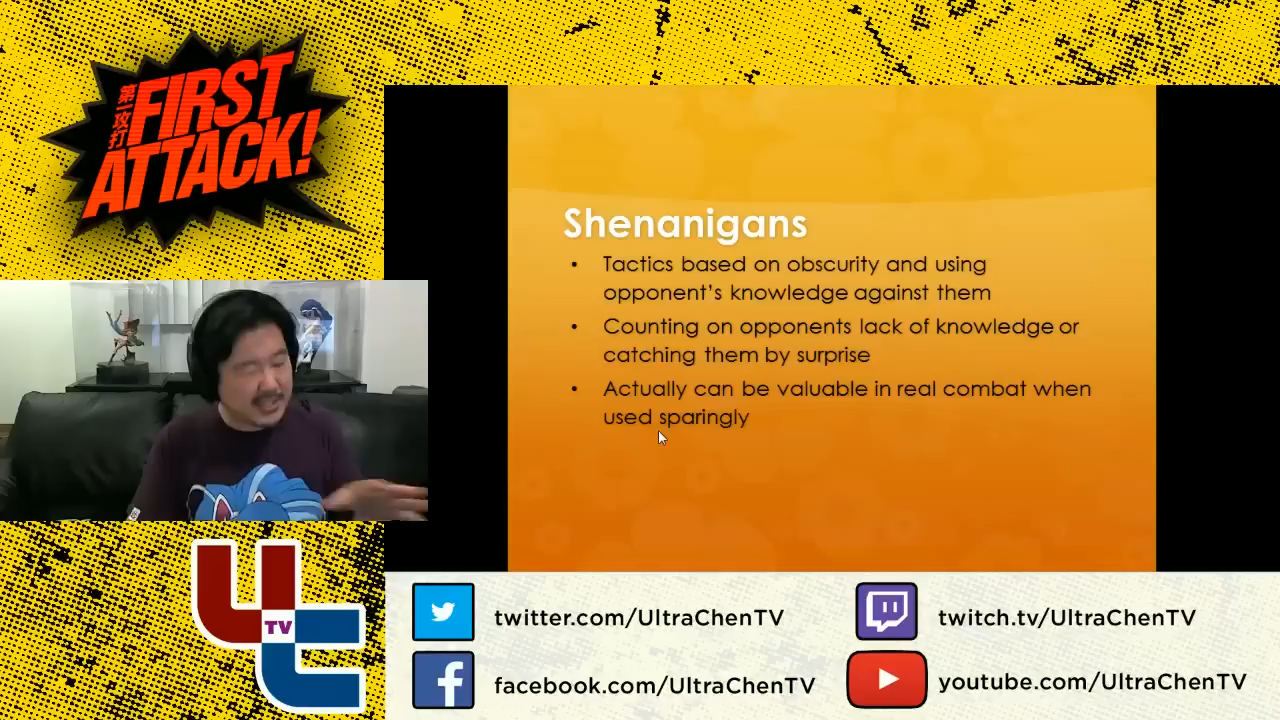 第一攻打
FIRST
ATTACK!
Shenanigans
• Tactics based on obscurity and using
opponent's knowledge against them
• Counting on opponents lack of knowledge or
catching them by surprise
• Actually can be valuable in real combat when
used sparingly
UC
TV
twitter.com/UltraChenTV
twitch.tv/UltraChenTV
facebook.com/UltraChenTV
youtube.com/UltraChenTV